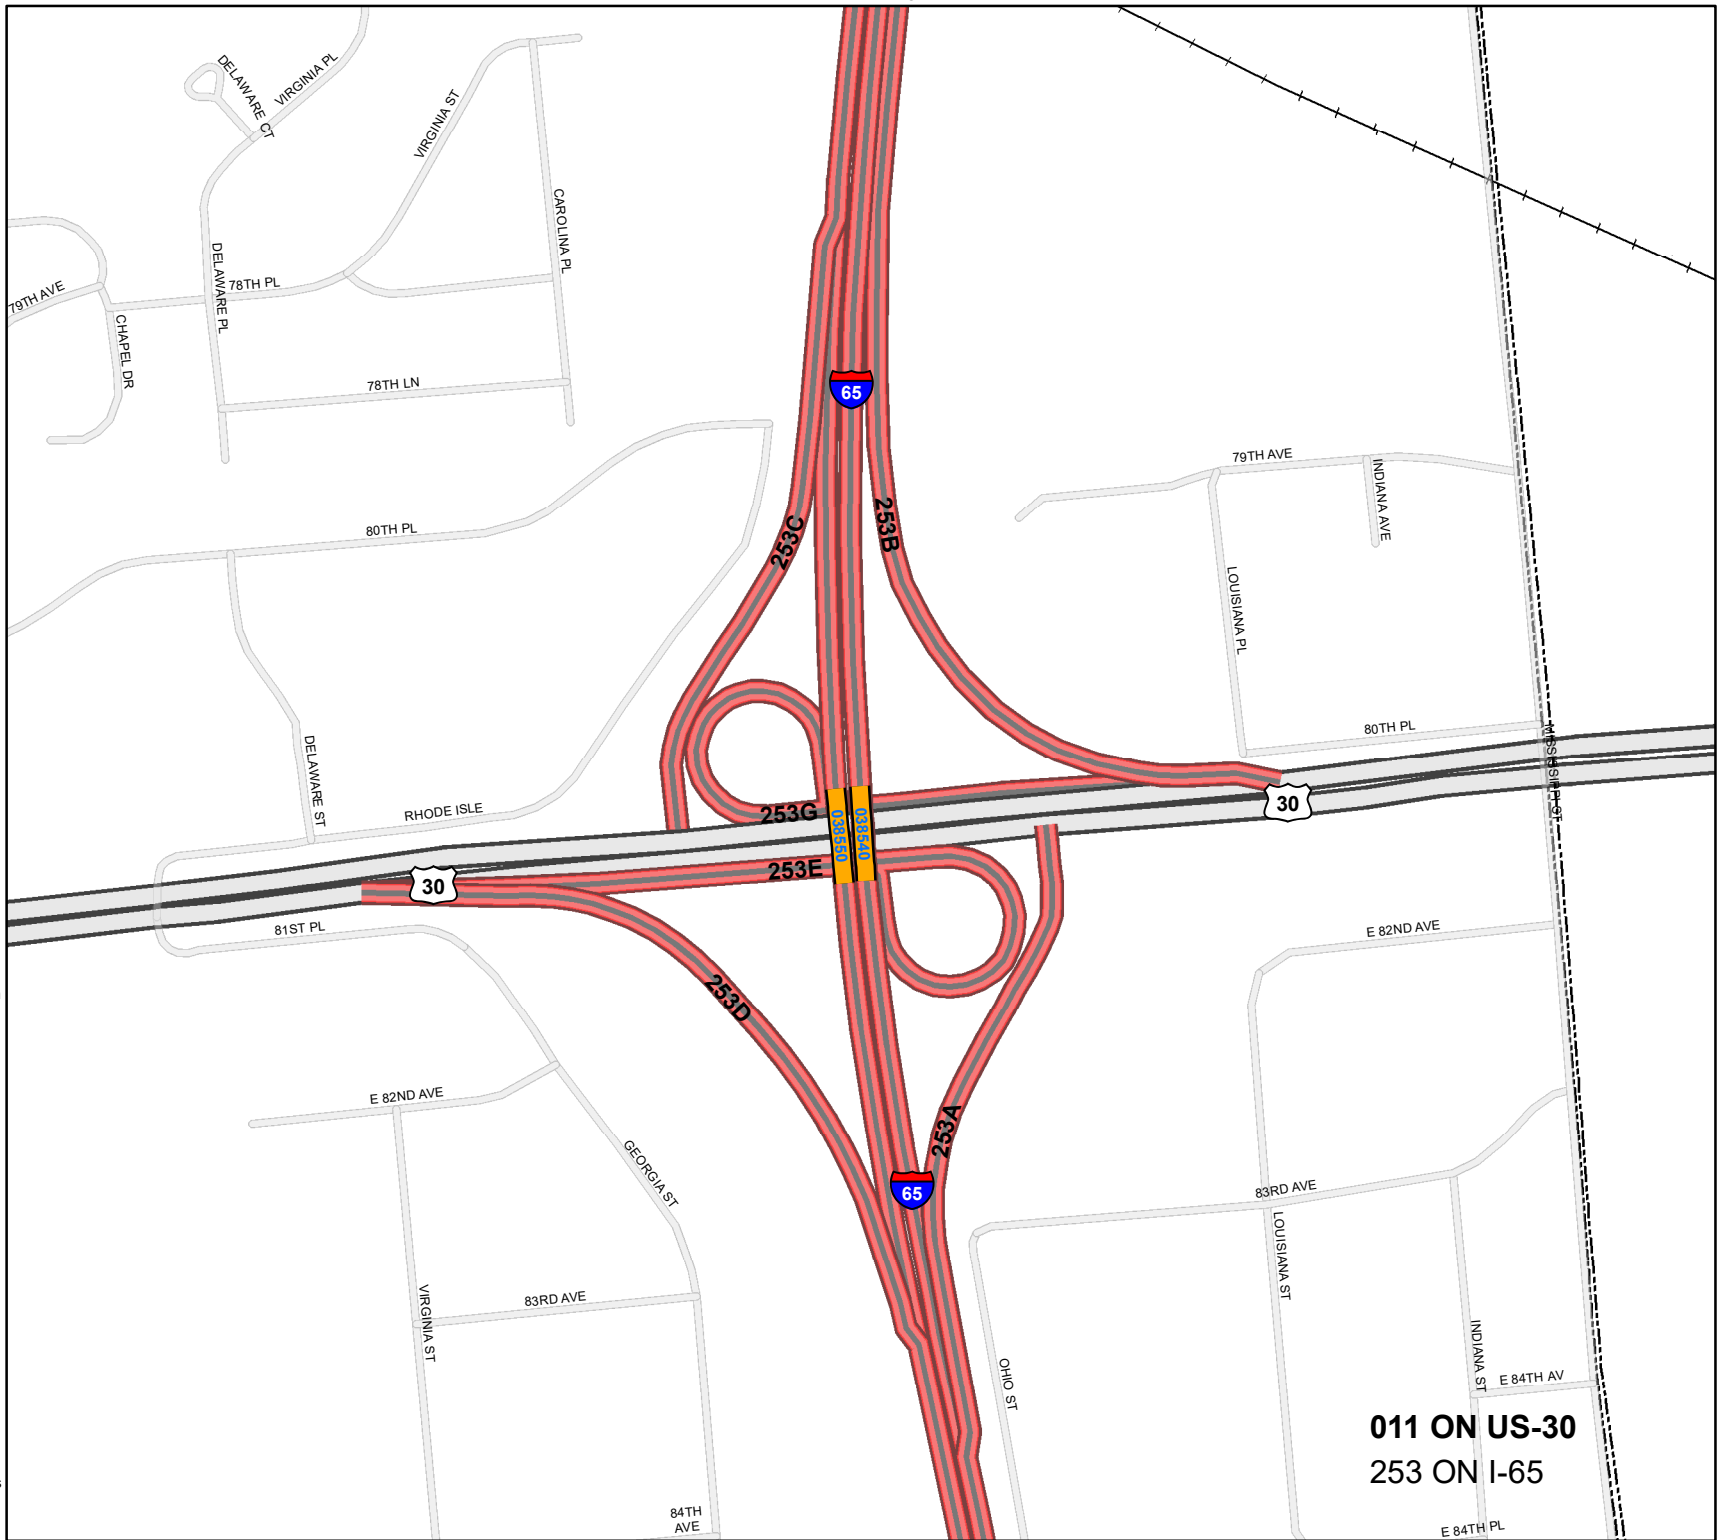 DELAWARE CT
VIRGINIA PL
VIRGINIA ST
CAROLINA PL
DELAWARE PL
78TH PL
79TH AVE
CHAPEL DR
78TH LN
65
79TH AVE
INDIANA AVE
80TH PL
253C
253B
LOUISIANA PL
DELAWARE ST
80TH PL
MISSISSIPPI ST
RHODE ISLE
253G
038550
038540
30
253E
30
81ST PL
E 82ND AVE
253D
E 82ND AVE
253A
GEORGIA ST
65
83RD AVE
LOUISIANA ST
83RD AVE
VIRGINIA ST
INDIANA ST
OHIO ST
E 84TH AV
011 ON US-30
253 ON I-65
84TH
AVE
E 84TH PL